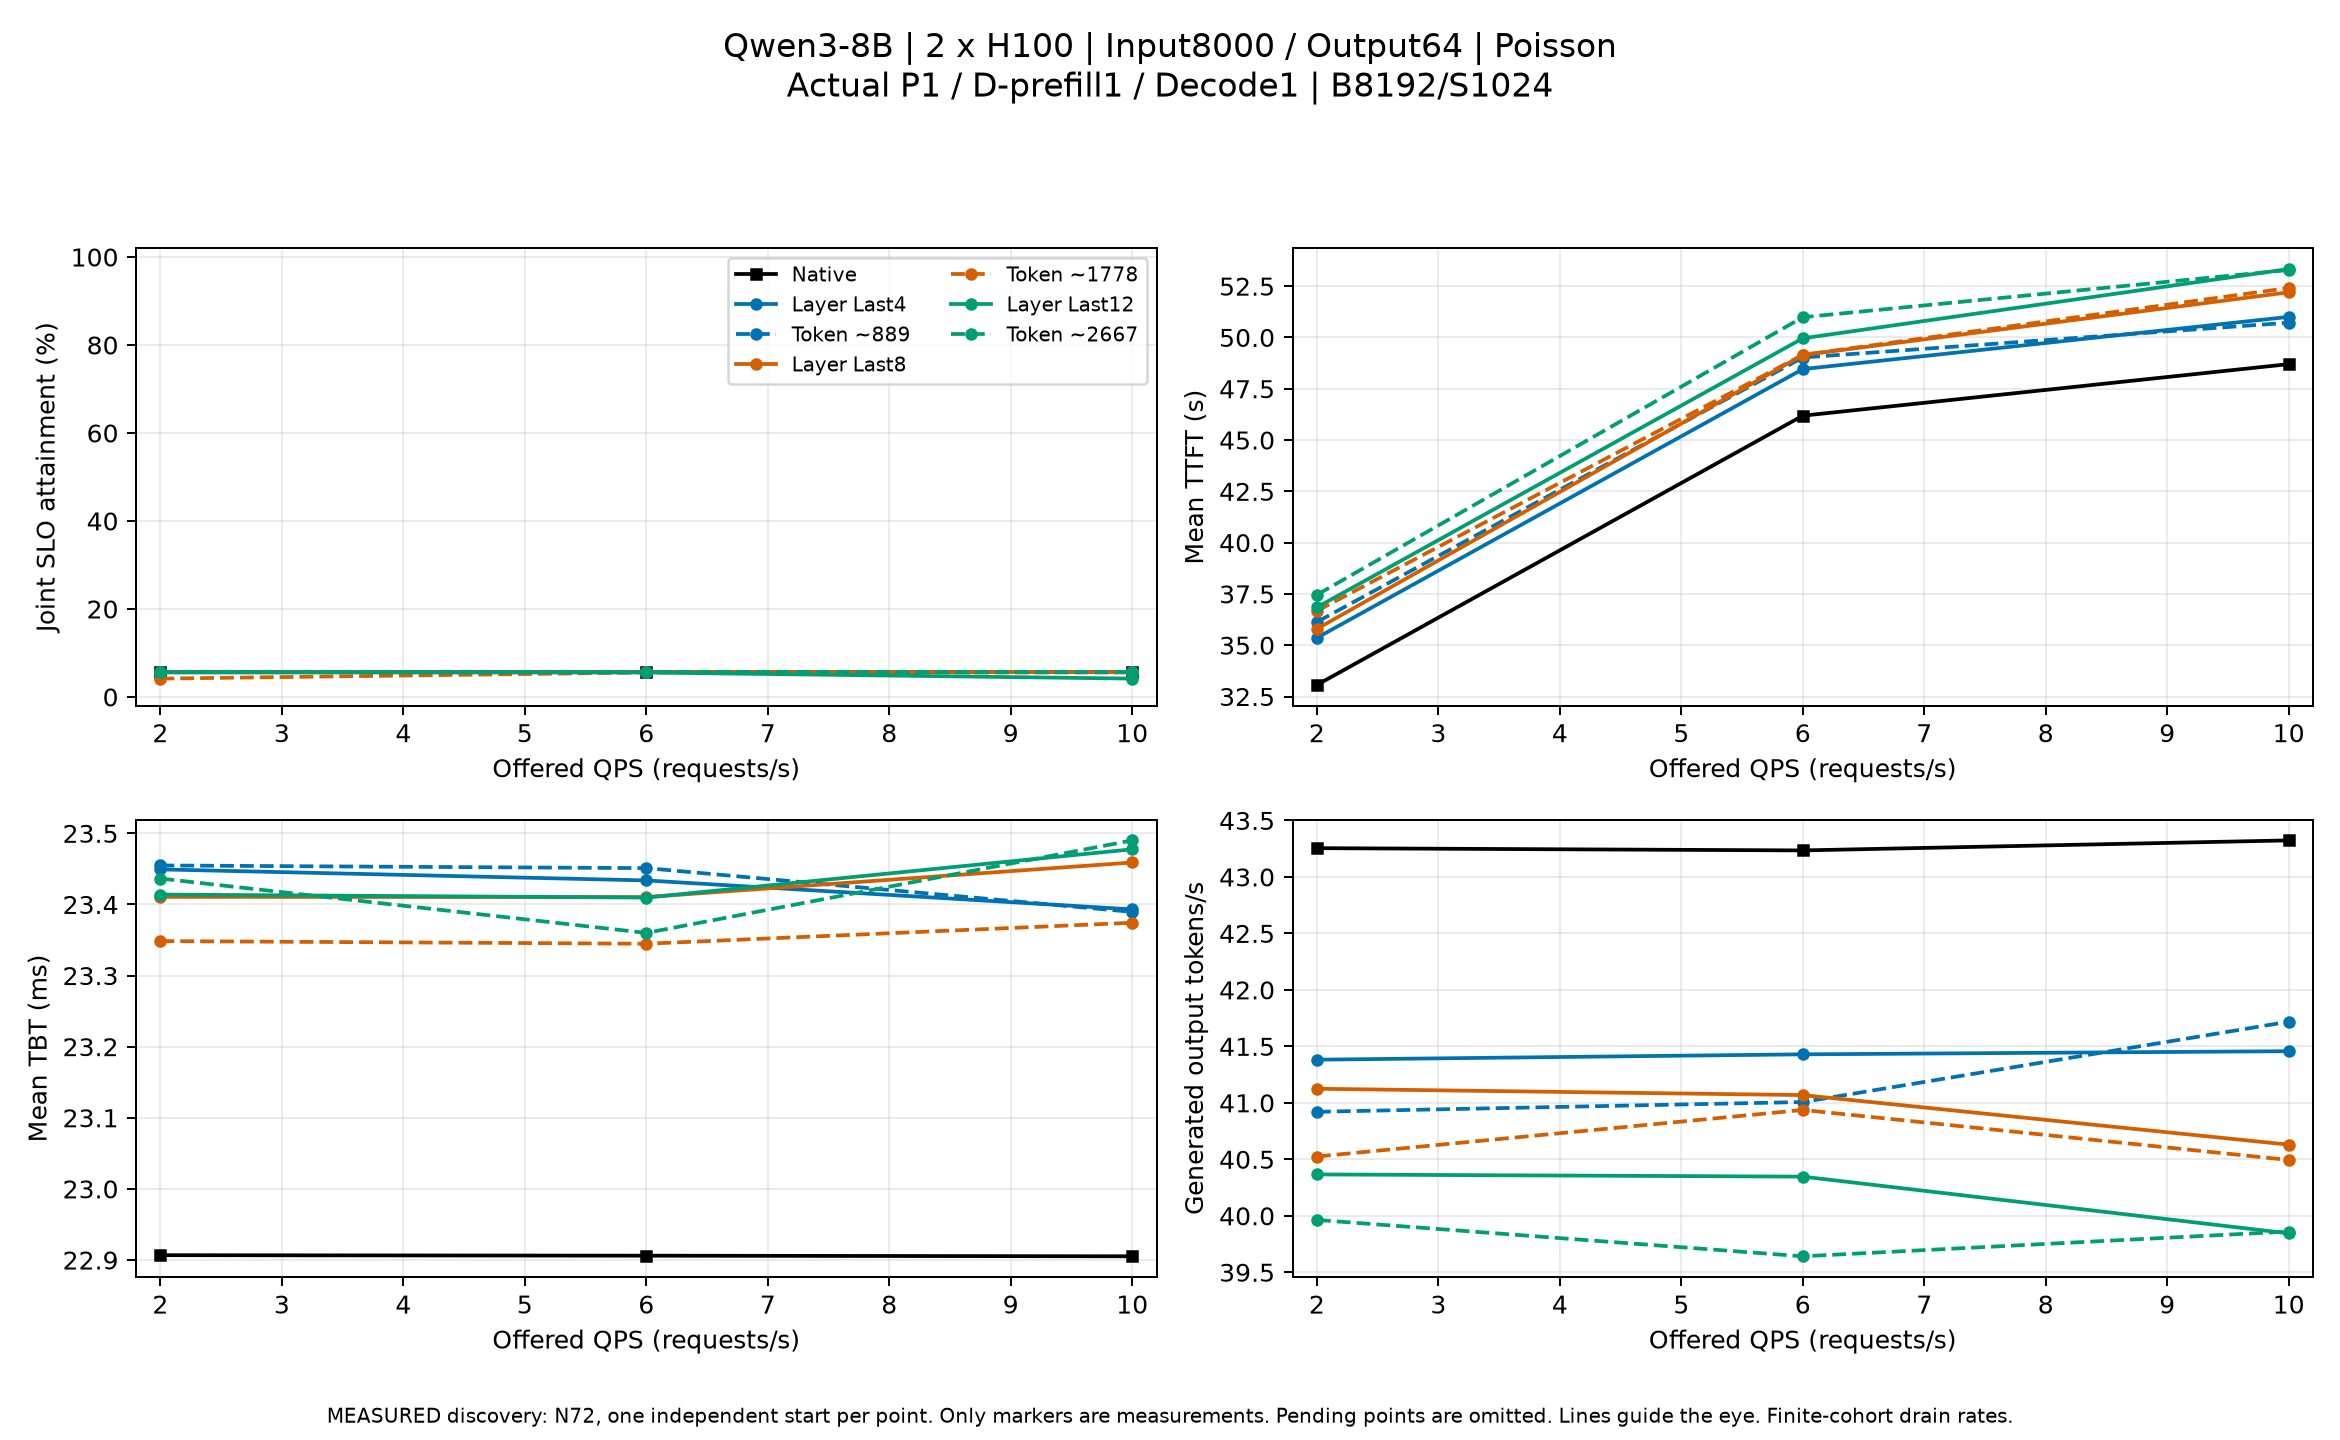 Qwen3-8B | 2 x H100 | Input8000 / Output64 | Poisson
Actual P1 / D-prefill1 / Decode1 | B8192/S1024
Joint SLO attainment (%)
100
80
60
40
20
0
Native
Layer Last4
Token ~889
Layer Last8
Token ~1778
Layer Last12
Token ~2667
2 3 4 5 6 7 8 9 10
Offered QPS (requests/s)
Mean TTFT (s)
52.5
50.0
47.5
45.0
42.5
40.0
37.5
35.0
32.5
2 3 4 5 6 7 8 9 10
Offered QPS (requests/s)
Mean TBT (ms)
23.5
23.4
23.3
23.2
23.1
23.0
22.9
2 3 4 5 6 7 8 9 10
Offered QPS (requests/s)
Generated output tokens/s
43.5
43.0
42.5
42.0
41.5
41.0
40.5
40.0
39.5
2 3 4 5 6 7 8 9 10
Offered QPS (requests/s)
MEASURED discovery: N72, one independent start per point. Only markers are measurements. Pending points are omitted. Lines guide the eye. Finite-cohort drain rates.